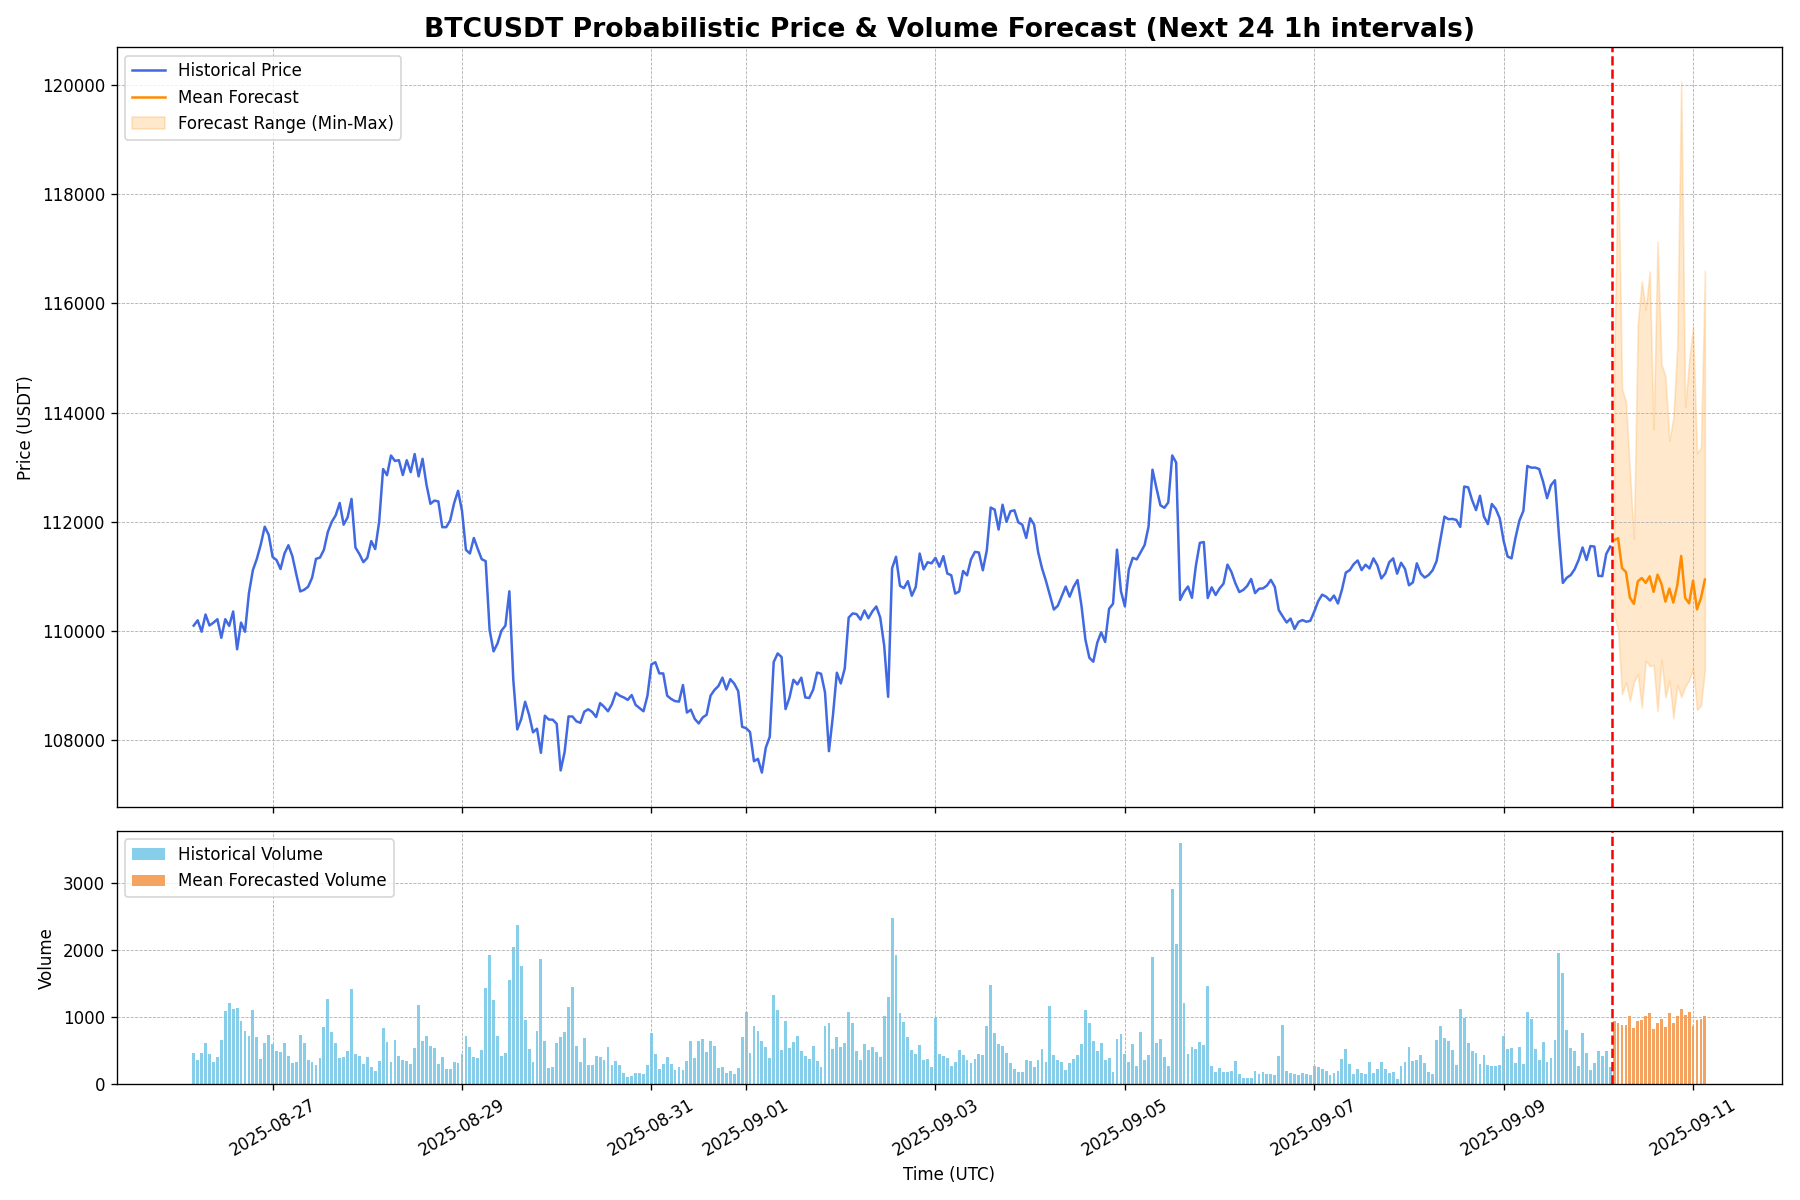 BTCUSDT Probabilistic Price & Volume Forecast (Next 24 1h intervals)
Historical Price
Mean Forecast
Forecast Range (Min-Max)
Price (USDT)
120000
118000
116000
114000
112000
110000
108000
Historical Volume
Mean Forecasted Volume
Volume
3000
2000
1000
0
2025-08-27
2025-08-29
2025-08-31
2025-09-01
2025-09-03
2025-09-05
2025-09-07
2025-09-09
2025-09-11
Time (UTC)